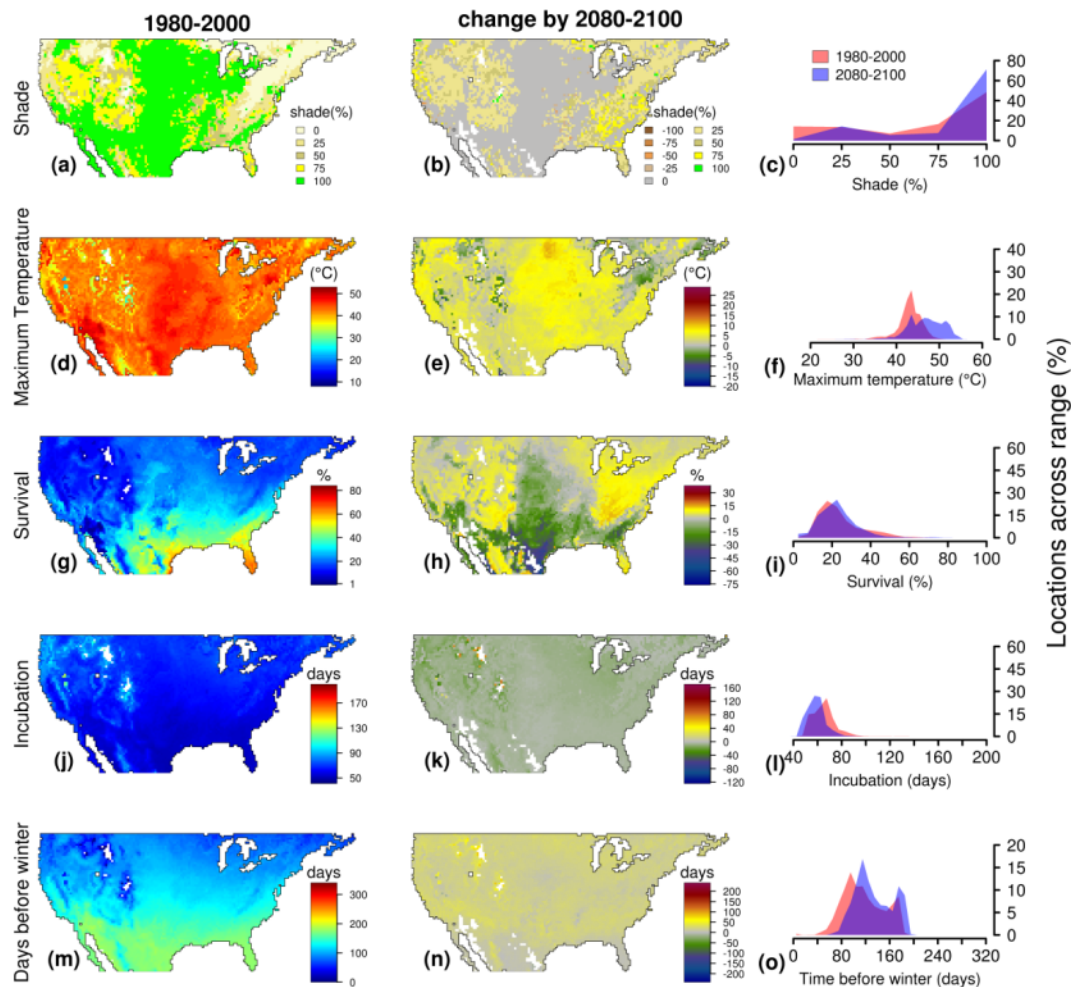 1980-2000
change by 2080-2100
Shade
shade(%)
0
25
50
75
100
(a)
shade(%)
-100 25
-75 50
-50 75
-25 100
0
(b)
1980-2000
2080-2100
80
60
40
20
0
0 25 50 75 100
(c) Shade (%)
Maximum Temperature
(°C)
50
40
30
20
10
(d)
(°C)
25
20
15
10
5
0
-5
-10
-15
-20
(e)
40
30
20
10
0
20 30 40 50 60
(f) Maximum temperature (°C)
Locations across range (%)
Survival
%
80
60
40
20
1
(g)
%
30
15
0
-15
-30
-45
-60
-75
(h)
60
45
30
15
0
0 20 40 60 80 100
(i) Survival (%)
Incubation
days
170
130
90
50
(j)
days
160
120
80
40
0
-40
-80
-120
(k)
60
45
30
15
0
40 80 120 160 200
(l) Incubation (days)
Days before winter
days
300
200
100
0
(m)
days
200
150
100
50
0
-50
-100
-150
-200
(n)
20
15
10
5
0
0 80 160 240 320
(o) Time before winter (days)